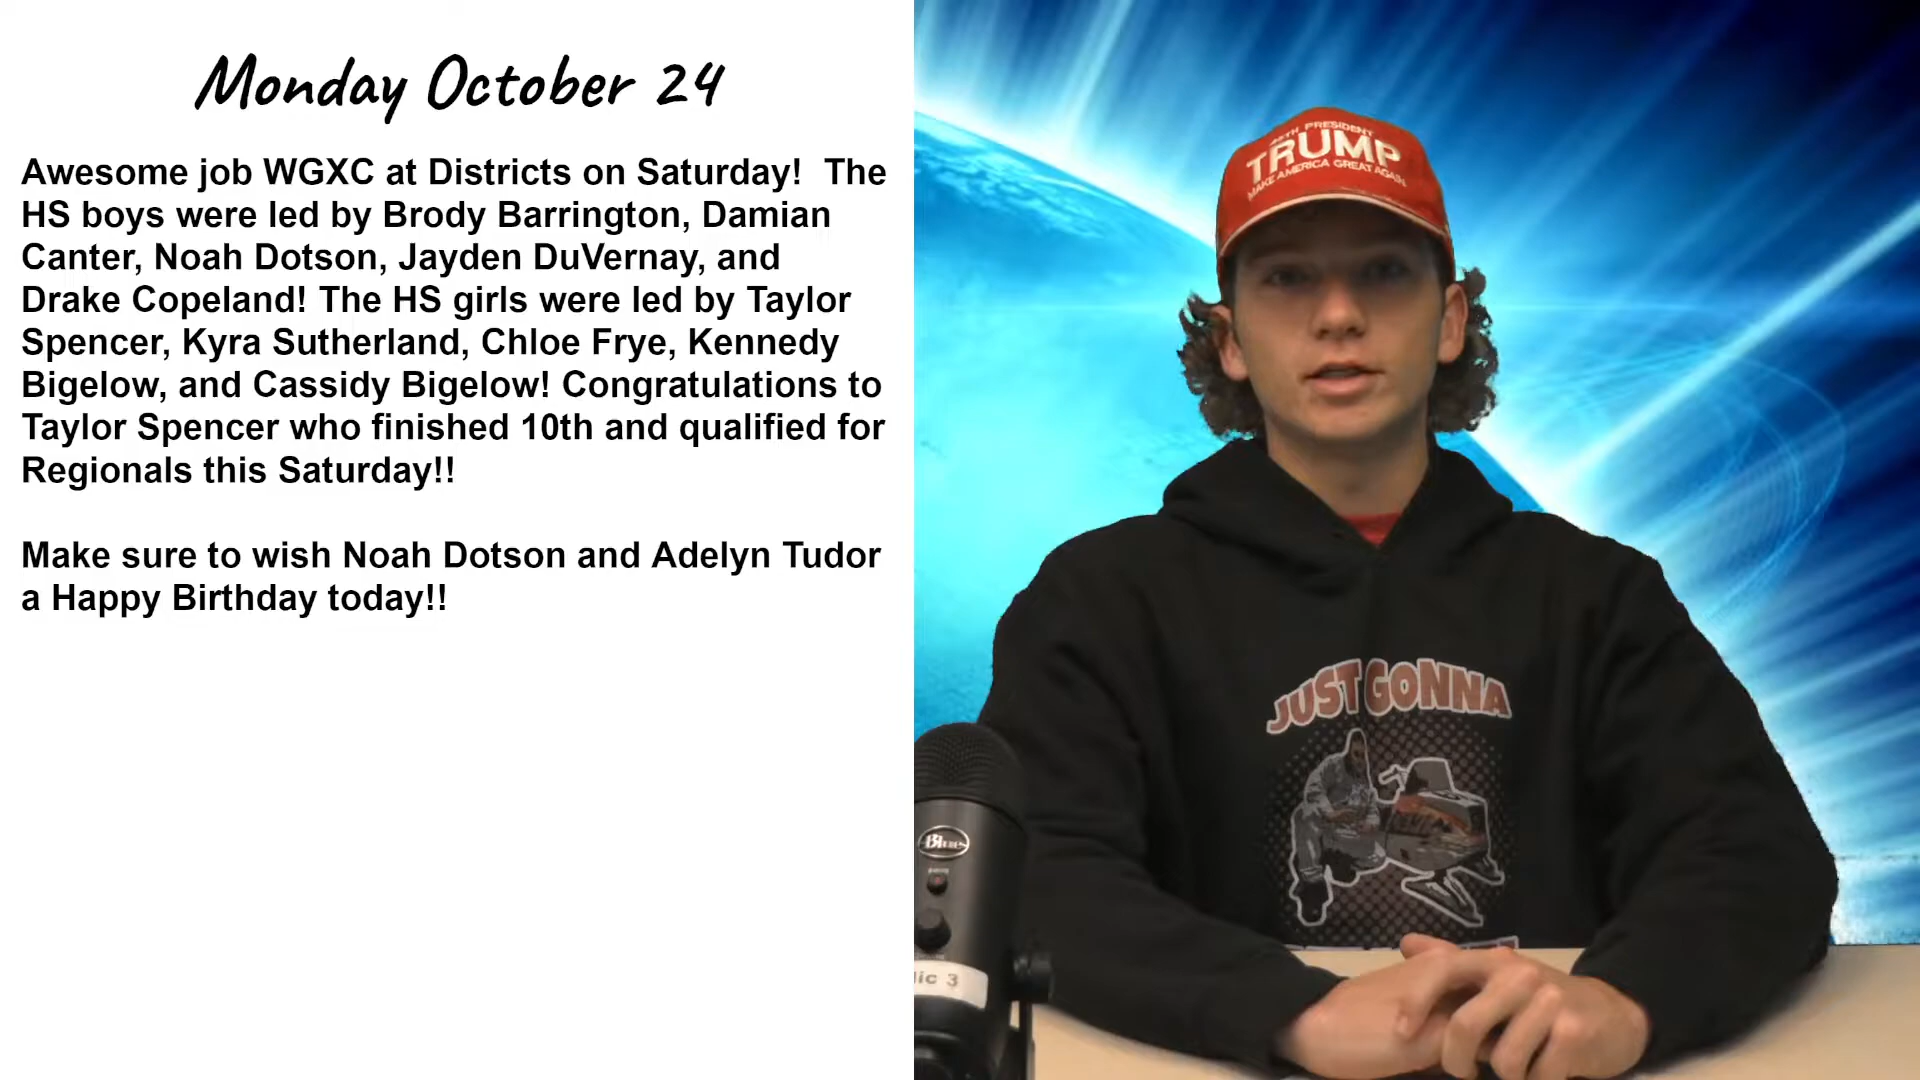 Monday October 24
Awesome job WGXC at Districts on Saturday!  The
HS boys were led by Brody Barrington, Damian
Canter, Noah Dotson, Jayden DuVernay, and
Drake Copeland! The HS girls were led by Taylor
Spencer, Kyra Sutherland, Chloe Frye, Kennedy
Bigelow, and Cassidy Bigelow! Congratulations to
Taylor Spencer who finished 10th and qualified for
Regionals this Saturday!!
Make sure to wish Noah Dotson and Adelyn Tudor
a Happy Birthday today!!
PRESIDENT
TRUMP
MAKE AMERICA GREAT AGAIN
JUST GONNA
Blue
ic 3